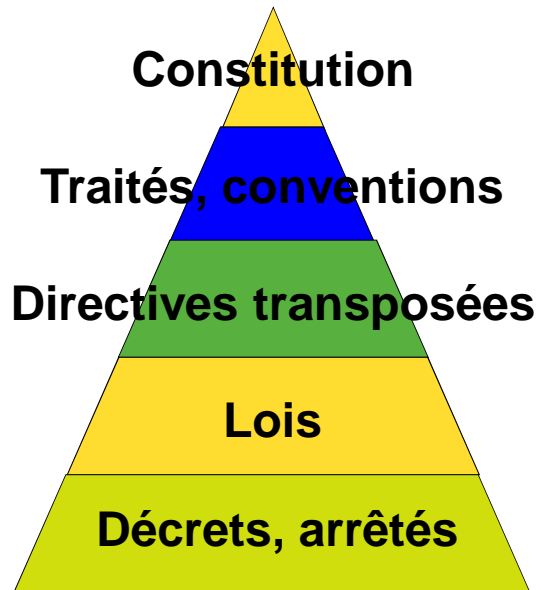 Constitution
Traités, conventions
Directives transposées
Lois
Décrets, arrêtés